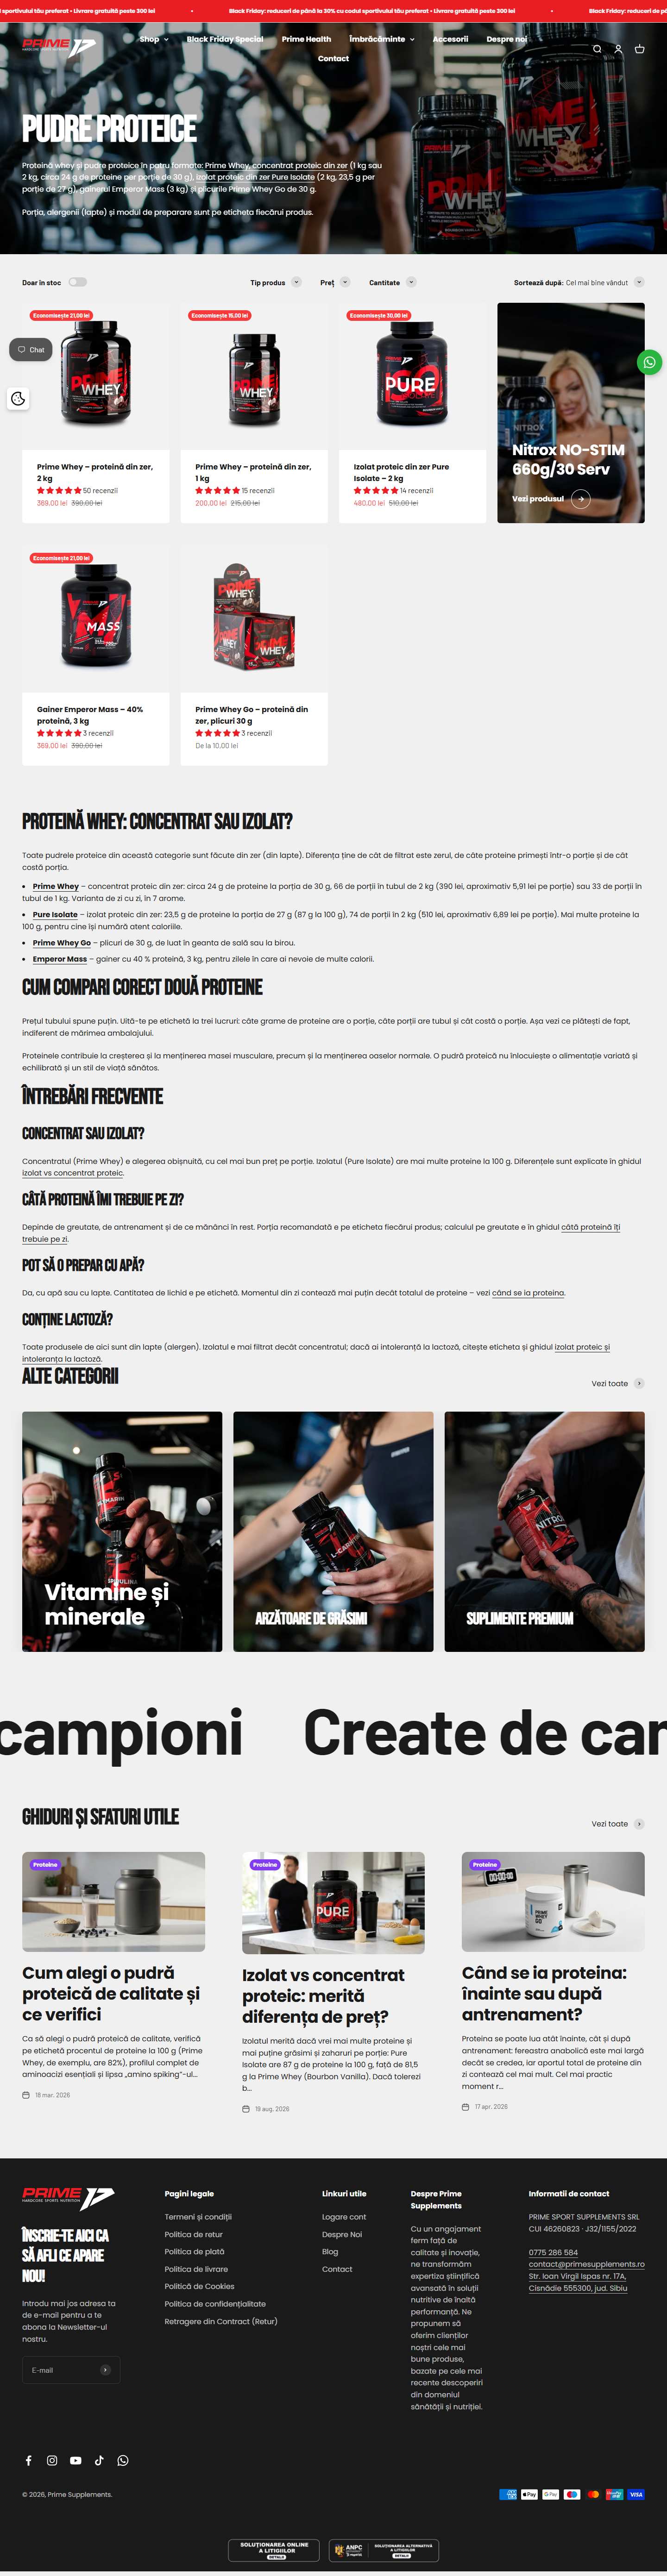 sportivului tău preferat • Livrare gratuită peste 300 lei
Black Friday: reduceri de până la 30% cu codul sportivului tău preferat • Livrare gratuită peste 300 lei
Black Friday: reduceri de pâ
PRIME
HARDCORE SPORTS NUTRITION
Shop
Black Friday Special
Prime Health
Îmbrăcăminte
Accesorii
Despre noi
Contact
PUDRE PROTEICE
Proteină whey și pudre proteice în patru formate: Prime Whey, concentrat proteic din zer (1 kg sau
2 kg, circa 24 g de proteine per porție de 30 g), izolat proteic din zer Pure Isolate (2 kg, 23,5 g per
porție de 27 g), gainerul Emperor Mass (3 kg) și plicurile Prime Whey Go de 30 g.
Porția, alergenii (lapte) și modul de preparare sunt pe eticheta fiecărui produs.
Doar în stoc
Tip produs
Preț
Cantitate
Sortează după: Cel mai bine vândut
Economisește 21,00 lei
Economisește 15,00 lei
Economisește 30,00 lei
Chat
PRIME
WHEY
PRIME
WHEY
PURE
Nitrox NO-STIM
660g/30 Serv
Vezi produsul
Prime Whey – proteină din zer,
2 kg
50 recenzii
369,00 lei 390,00 lei
Prime Whey – proteină din zer,
1 kg
15 recenzii
200,00 lei 215,00 lei
Izolat proteic din zer Pure
Isolate – 2 kg
14 recenzii
480,00 lei 510,00 lei
Economisește 21,00 lei
MASS
PRIME
WHEY
Gainer Emperor Mass – 40%
proteină, 3 kg
3 recenzii
369,00 lei 390,00 lei
Prime Whey Go – proteină din
zer, plicuri 30 g
3 recenzii
De la 10,00 lei
PROTEINĂ WHEY: CONCENTRAT SAU IZOLAT?
Toate pudrele proteice din această categorie sunt făcute din zer (din lapte). Diferența ține de cât de filtrat este zerul, de câte proteine primești într-o porție și de cât
costă porția.
• Prime Whey – concentrat proteic din zer: circa 24 g de proteine la porția de 30 g, 66 de porții în tubul de 2 kg (390 lei, aproximativ 5,91 lei pe porție) sau 33 de porții în
tubul de 1 kg. Varianta de zi cu zi, în 7 arome.
• Pure Isolate – izolat proteic din zer: 23,5 g de proteine la porția de 27 g (87 g la 100 g), 74 de porții în 2 kg (510 lei, aproximativ 6,89 lei pe porție). Mai multe proteine la
100 g, pentru cine își numără atent caloriile.
• Prime Whey Go – plicuri de 30 g, de luat în geanta de sală sau la birou.
• Emperor Mass – gainer cu 40 % proteină, 3 kg, pentru zilele în care ai nevoie de multe calorii.
CUM COMPARI CORECT DOUĂ PROTEINE
Prețul tubului spune puțin. Uită-te pe etichetă la trei lucruri: câte grame de proteine are o porție, câte porții are tubul și cât costă o porție. Așa vezi ce plătești de fapt,
indiferent de mărimea ambalajului.
Proteinele contribuie la creșterea și la menținerea masei musculare, precum și la menținerea oaselor normale. O pudră proteică nu înlocuiește o alimentație variată și
echilibrată și un stil de viață sănătos.
ÎNTREBĂRI FRECVENTE
CONCENTRAT SAU IZOLAT?
Concentratul (Prime Whey) e alegerea obișnuită, cu cel mai bun preț pe porție. Izolatul (Pure Isolate) are mai multe proteine la 100 g. Diferențele sunt explicate în ghidul
izolat vs concentrat proteic.
CÂTĂ PROTEINĂ ÎMI TREBUIE PE ZI?
Depinde de greutate, de antrenament și de ce mănânci în rest. Porția recomandată e pe eticheta fiecărui produs; calculul pe greutate e în ghidul câtă proteină îți
trebuie pe zi.
POT SĂ O PREPAR CU APĂ?
Da, cu apă sau cu lapte. Cantitatea de lichid e pe etichetă. Momentul din zi contează mai puțin decât totalul de proteine – vezi când se ia proteina.
CONȚINE LACTOZĂ?
Toate produsele de aici sunt din lapte (alergen). Izolatul e mai filtrat decât concentratul; dacă ai intoleranță la lactoză, citește eticheta și ghidul izolat proteic și
intoleranța la lactoză.
ALTE CATEGORII
Vezi toate
SPIRULINA
L-CARN
NITRO
Vitamine și
minerale
ARZĂTOARE DE GRĂSIMI
SUPLIMENTE PREMIUM
campioni
Create de cam
GHIDURI ȘI SFATURI UTILE
Vezi toate
Proteine
Proteine
Proteine
PURE
00:00
PRIME
WHEY
GO
Cum alegi o pudră
proteică de calitate și
ce verifici
Ca să alegi o pudră proteică de calitate, verifică
pe etichetă procentul de proteine la 100 g (Prime
Whey, de exemplu, are 82%), profilul complet de
aminoacizi esențiali și lipsa „amino spiking”-ul...
18 mar. 2026
Izolat vs concentrat
proteic: merită
diferența de preț?
Izolatul merită dacă vrei mai multe proteine și
mai puține grăsimi și zaharuri pe porție: Pure
Isolate are 87 g de proteine la 100 g, față de 81,5
g la Prime Whey (Bourbon Vanilla). Dacă tolerezi
b...
19 aug. 2026
Când se ia proteina:
înainte sau după
antrenament?
Proteina se poate lua atât înainte, cât și după
antrenament: fereastra anabolică este mai largă
decât se credea, iar aportul total de proteine din
zi contează cel mai mult. Cel mai practic
moment r...
17 apr. 2026
PRIME
HARDCORE SPORTS NUTRITION
ÎNSCRIE-TE AICI CA
SĂ AFLI CE APARE
NOU!
Introdu mai jos adresa ta
de e-mail pentru a te
abona la Newsletter-ul
nostru.
E-mail
Pagini legale
Termeni și condiții
Politica de retur
Politica de plată
Politica de livrare
Politică de Cookies
Politica de confidențialitate
Retragere din Contract (Retur)
Linkuri utile
Logare cont
Despre Noi
Blog
Contact
Despre Prime
Supplements
Cu un angajament
ferm față de
calitate și inovație,
ne transformăm
expertiza științifică
avansată în soluții
nutritive de înaltă
performanță. Ne
propunem să
oferim clienților
noștri cele mai
bune produse,
bazate pe cele mai
recente descoperiri
din domeniul
sănătății și nutriției.
Informatii de contact
PRIME SPORT SUPPLEMENTS SRL
CUI 46260823 · J32/1155/2022
0775 286 584
contact@primesupplements.ro
Str. Ioan Virgil Ispas nr. 17A,
Cisnădie 555300, jud. Sibiu
© 2026, Prime Supplements.
Apple Pay
G Pay
VISA
SOLUȚIONAREA ONLINE
A LITIGIILOR
DETALII
ANPC
SOLUȚIONAREA ALTERNATIVĂ
A LITIGIILOR
DETALII